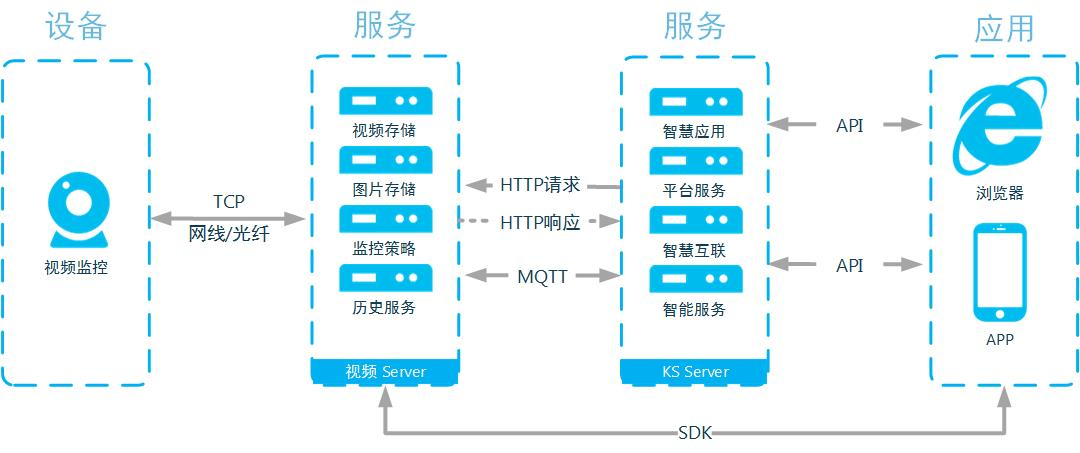 设备
服务
服务
应用
视频监控
TCP
网线/光纤
视频存储
图片存储
监控策略
历史服务
视频 Server
HTTP请求
HTTP响应
MQTT
智慧应用
平台服务
智慧互联
智能服务
KS Server
API
API
浏览器
APP
SDK